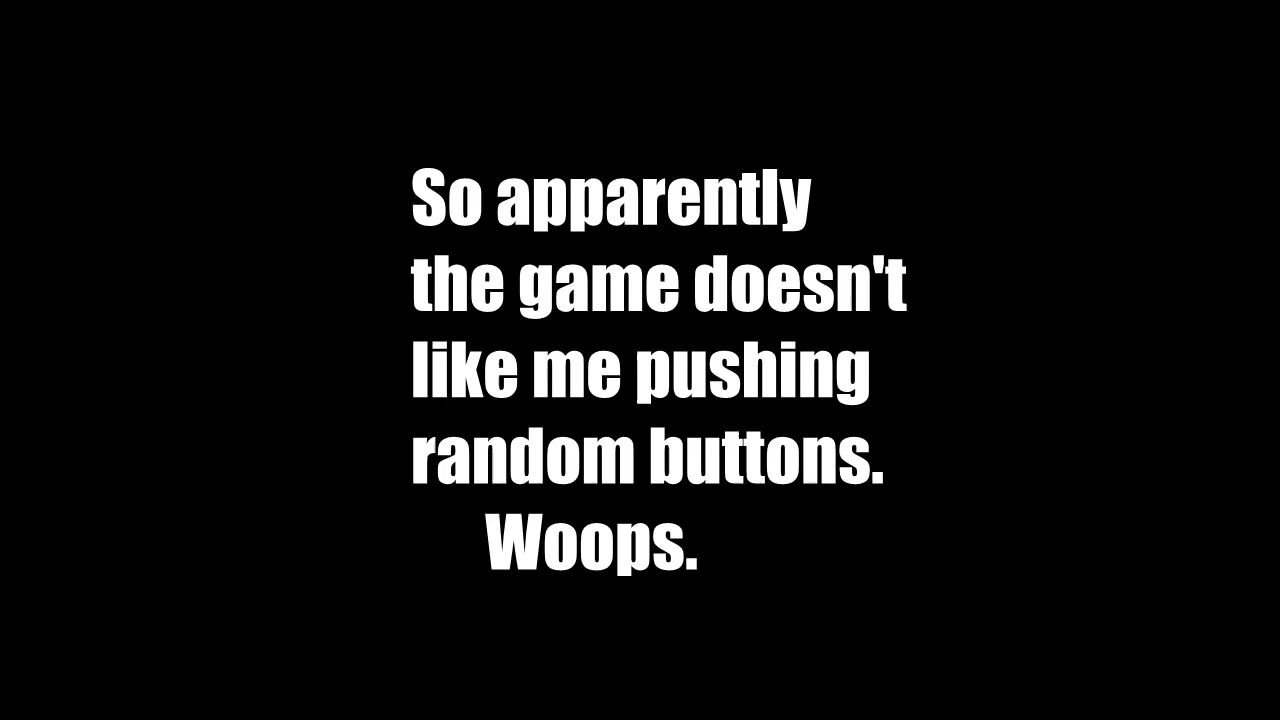 So apparently
the game doesn't
like me pushing
random buttons.
Woops.